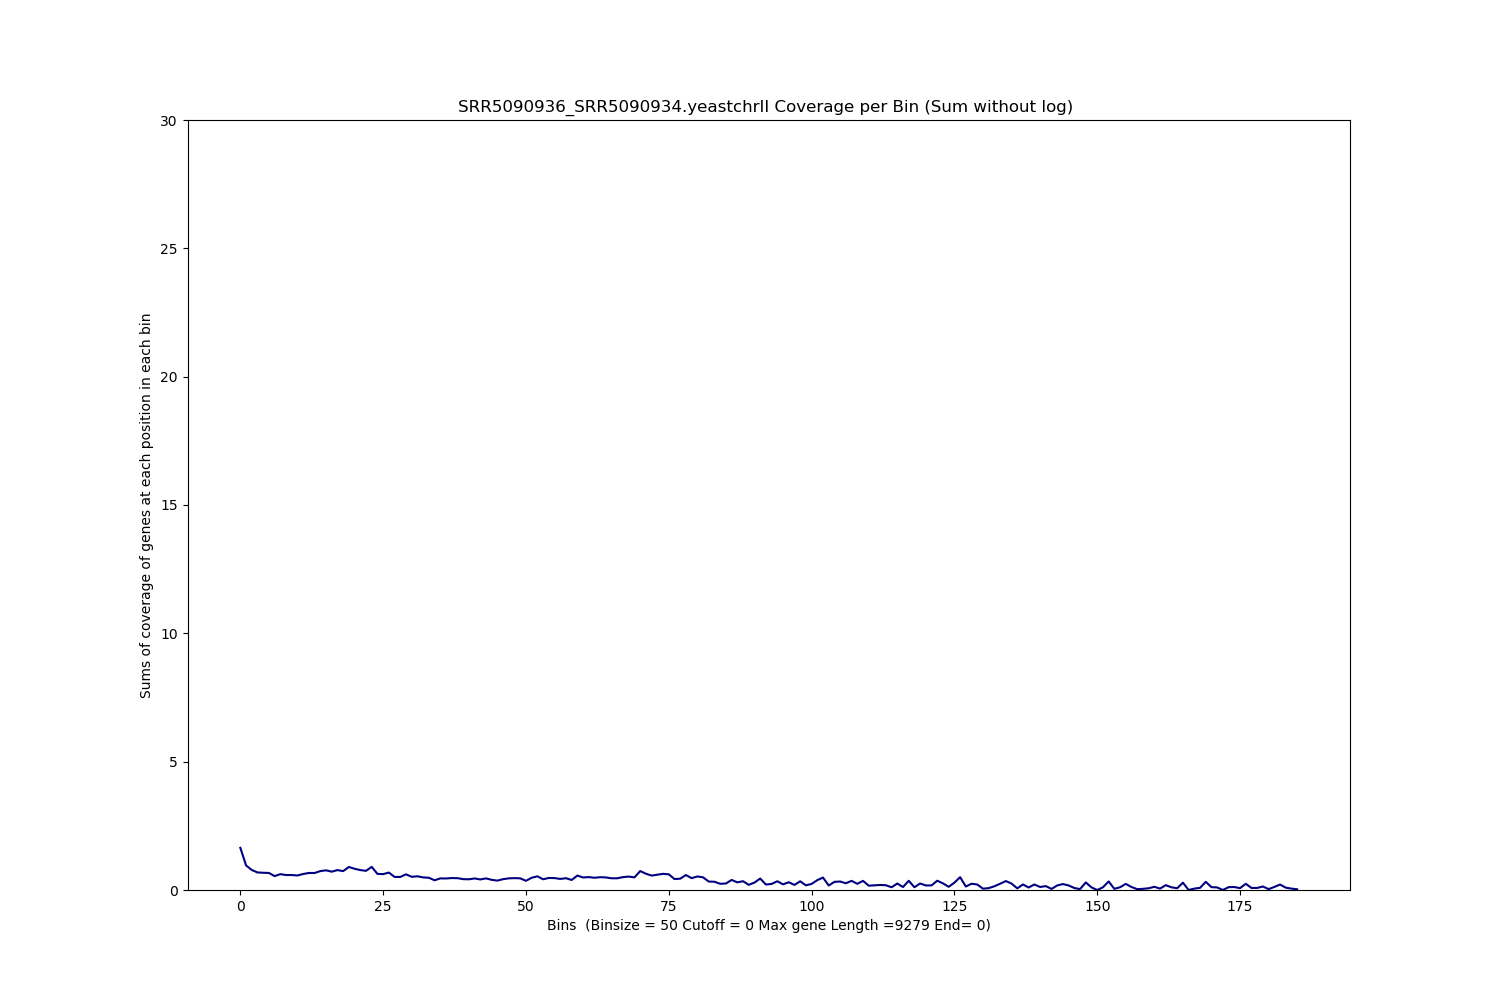 SRR5090936_SRR5090934.yeastchrII Coverage per Bin (Sum without log)
30
25
20
15
10
5
0
Sums of coverage of genes at each position in each bin
0 25 50 75 100 125 150 175
Bins  (Binsize = 50 Cutoff = 0 Max gene Length =9279 End= 0)